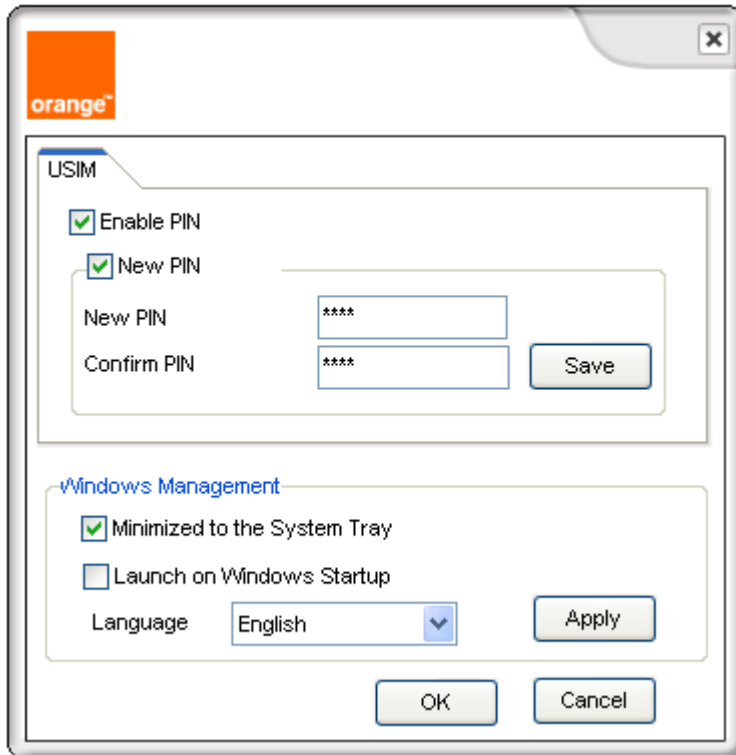 orange™
USIM
Enable PIN
New PIN
New PIN ****
Confirm PIN **** Save
Windows Management
Minimized to the System Tray
Launch on Windows Startup
Language English Apply
OK Cancel